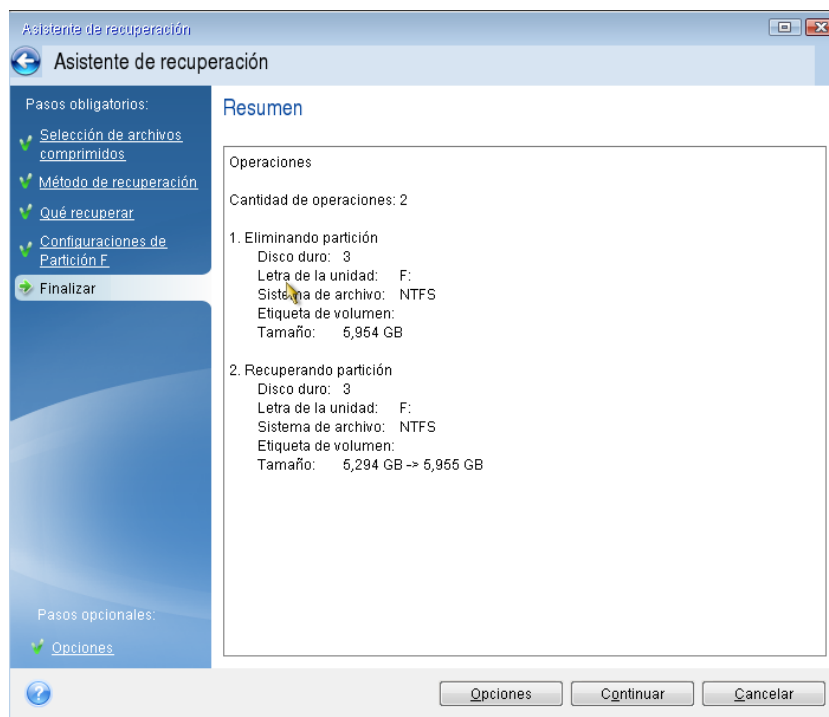 Asistente de recuperación
Asistente de recuperación
Pasos obligatorios:
Selección de archivos
comprimidos
Método de recuperación
Qué recuperar
Configuraciones de
Partición F
Finalizar
Pasos opcionales:
Opciones
Resumen
Operaciones
Cantidad de operaciones: 2
1. Eliminando partición
Disco duro: 3
Letra de la unidad: F:
Sistema de archivo: NTFS
Etiqueta de volumen:
Tamaño: 5,954 GB
2. Recuperando partición
Disco duro: 3
Letra de la unidad: F:
Sistema de archivo: NTFS
Etiqueta de volumen:
Tamaño: 5,294 GB -> 5,955 GB
?
Opciones
Continuar
Cancelar